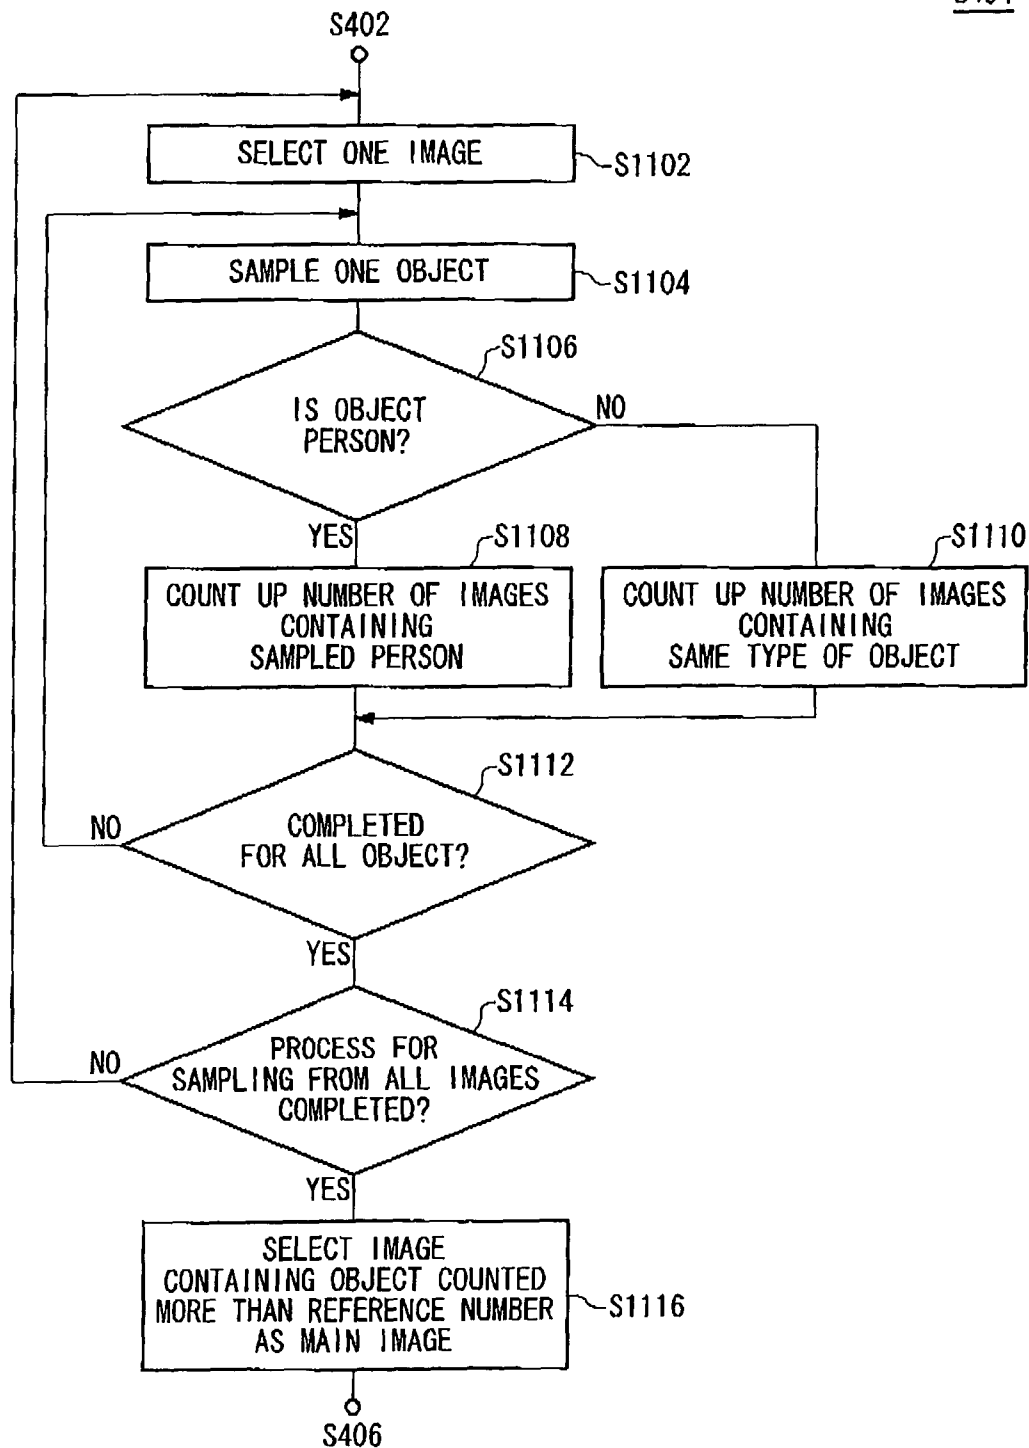 S402
SELECT ONE IMAGE
S1102
SAMPLE ONE OBJECT
S1104
S1106
IS OBJECT
PERSON?
NO
YES
S1108
S1110
COUNT UP NUMBER OF IMAGES
CONTAINING
SAMPLED PERSON
COUNT UP NUMBER OF IMAGES
CONTAINING
SAME TYPE OF OBJECT
S1112
COMPLETED
FOR ALL OBJECT?
NO
YES
S1114
PROCESS FOR
SAMPLING FROM ALL IMAGES
COMPLETED?
NO
YES
SELECT IMAGE
CONTAINING OBJECT COUNTED
MORE THAN REFERENCE NUMBER
AS MAIN IMAGE
S1116
S406